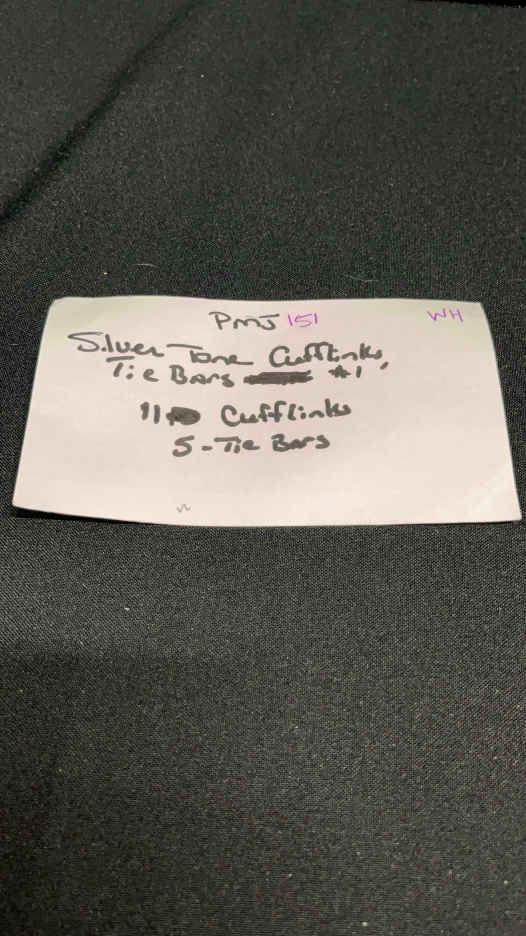 PMJ 151 WH
Silver Tone Cufflinks,
Tie Bars #1
11 Cufflinks
5-Tie Bars